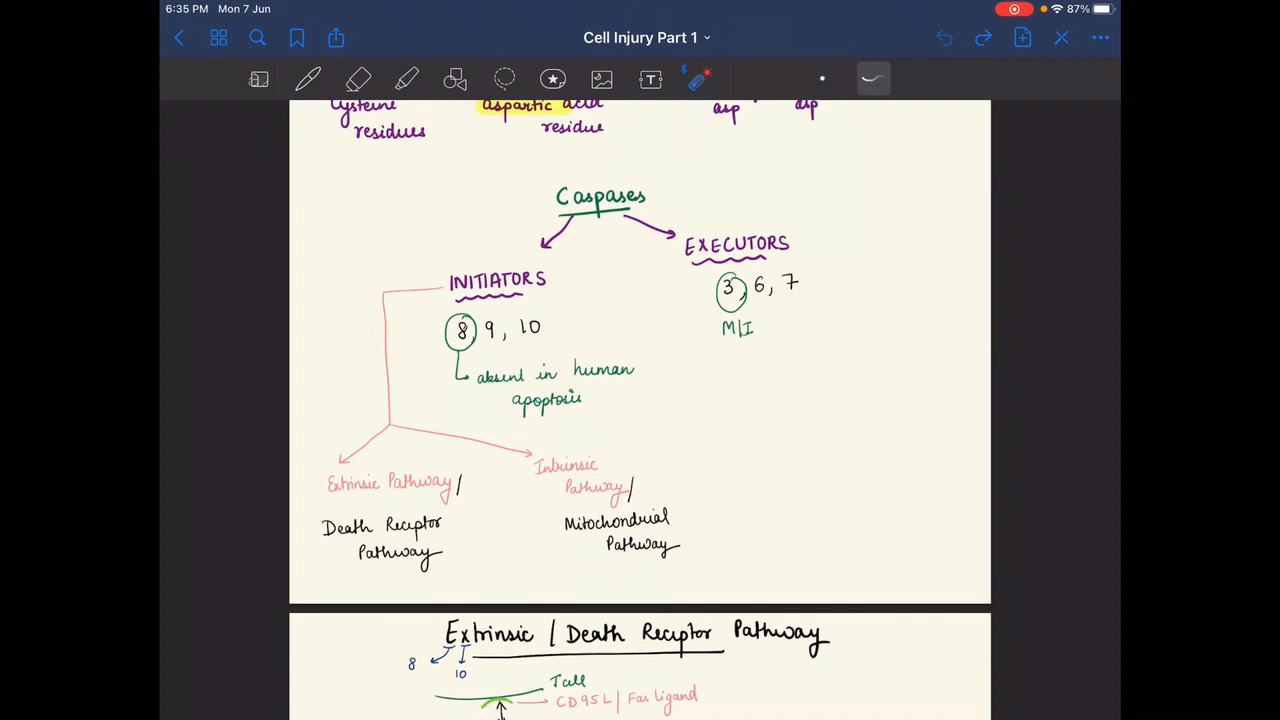 6:35 PM Mon 7 Jun
87%
Cell Injury Part 1
Cysteine residues
aspartic acid residue
asp asp
Caspases
EXECUTORS
INITIATORS
3, 6, 7
M/I
8, 9, 10
absent in human
apoptosis
Extrinsic Pathway/
Intrinsic
Pathway/
Death Receptor
Pathway
Mitochondrial
Pathway
Extrinsic / Death Receptor Pathway
8
10
CD95L / Fas ligand